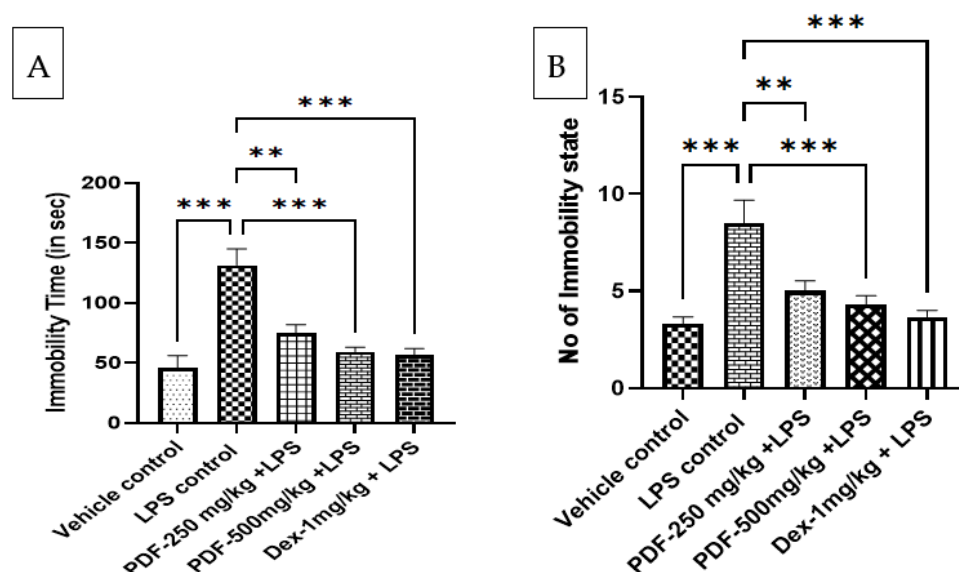 A
***
**
***
***
Immobility Time (in sec)
200
150
100
50
0
Vehicle control
LPS control
PDF-250 mg/kg +LPS
PDF-500mg/kg +LPS
Dex-1mg/kg + LPS
B
***
**
***
***
No of Immobility state
15
10
5
0
Vehicle control
LPS control
PDF-250 mg/kg +LPS
PDF-500mg/kg +LPS
Dex-1mg/kg + LPS